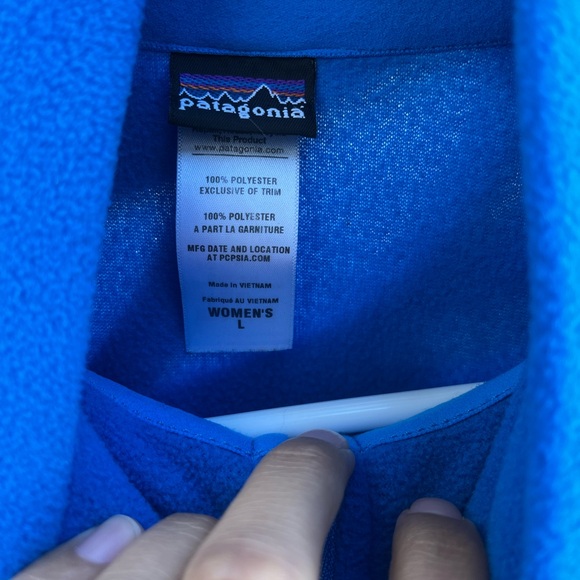 patagonia
This Product
www.patagonia.com
100% POLYESTER
EXCLUSIVE OF TRIM
100% POLYESTER
A PART LA GARNITURE
MFG DATE AND LOCATION
AT PCPSIA.COM
Made in VIETNAM
Fabriqué AU VIETNAM
WOMEN'S
L